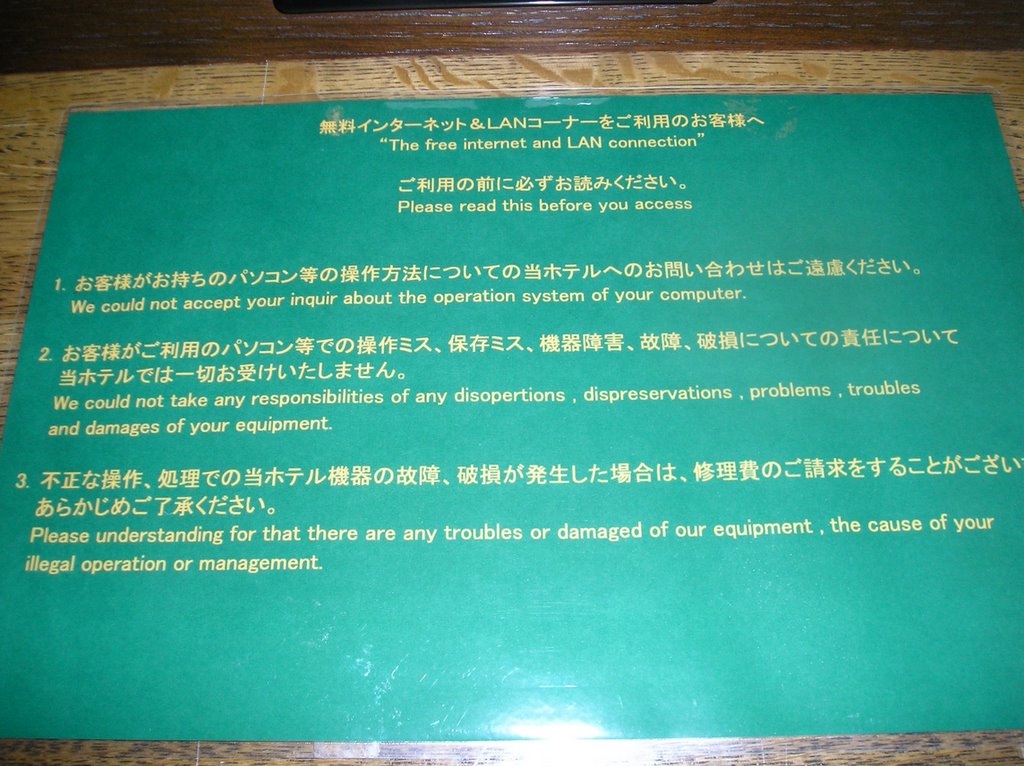 無料インターネット＆LANコーナーをご利用のお客様へ
“The free internet and LAN connection”
ご利用の前に必ずお読みください。
Please read this before you access
1. お客様がお持ちのパソコン等の操作方法についての当ホテルへのお問い合わせはご遠慮ください。
We could not accept your inquir about the operation system of your computer.
2. お客様がご利用のパソコン等での操作ミス、保存ミス、機器障害、故障、破損についての責任について
当ホテルでは一切お受けいたしません。
We could not take any responsibilities of any disopertions , dispreservations , problems , troubles
and damages of your equipment.
3. 不正な操作、処理での当ホテル機器の故障、破損が発生した場合は、修理費のご請求をすることがござい
あらかじめご了承ください。
Please understanding for that there are any troubles or damaged of our equipment , the cause of your
illegal operation or management.